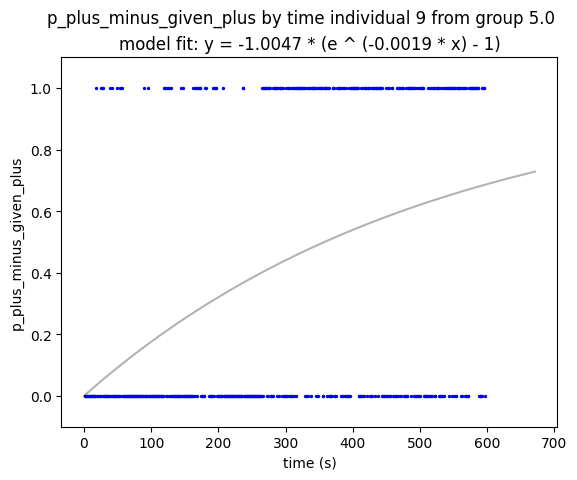 p_plus_minus_given_plus by time individual 9 from group 5.0
model fit: y = -1.0047 * (e ^ (-0.0019 * x) - 1)
1.0
0.8
0.6
0.4
0.2
0.0
p_plus_minus_given_plus
0 100 200 300 400 500 600 700
time (s)